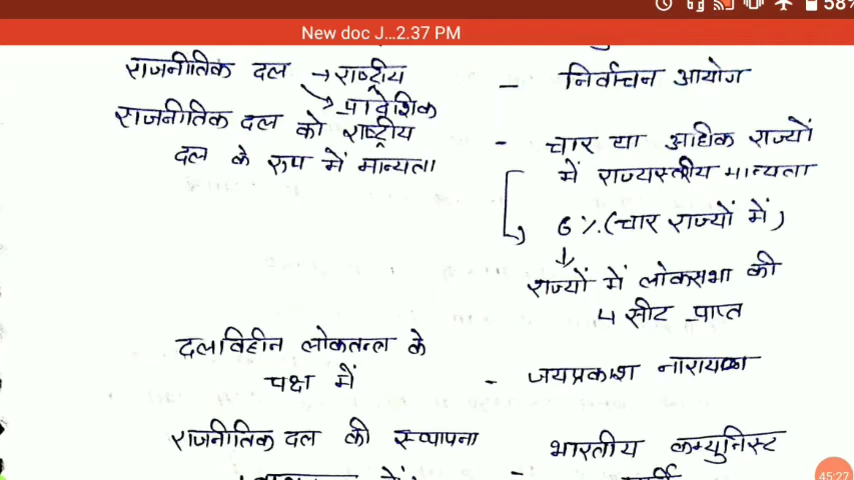 58%
New doc J...2.37 PM
राजनीतिक दल → राष्ट्रीय - निर्वाचन आयोग
↘ प्रादेशिक
राजनीतिक दल को राष्ट्रीय - चार या अधिक राज्यों
दल के रूप में मान्यता में राज्यस्तरीय मान्यता
6%(चार राज्यों में)
राज्यों में लोकसभा की
4 सीट प्राप्त
दलविहीन लोकतन्त्र के
पक्ष में - जयप्रकाश नारायण
राजनीतिक दल की स्थापना भारतीय कम्युनिस्ट
45:27